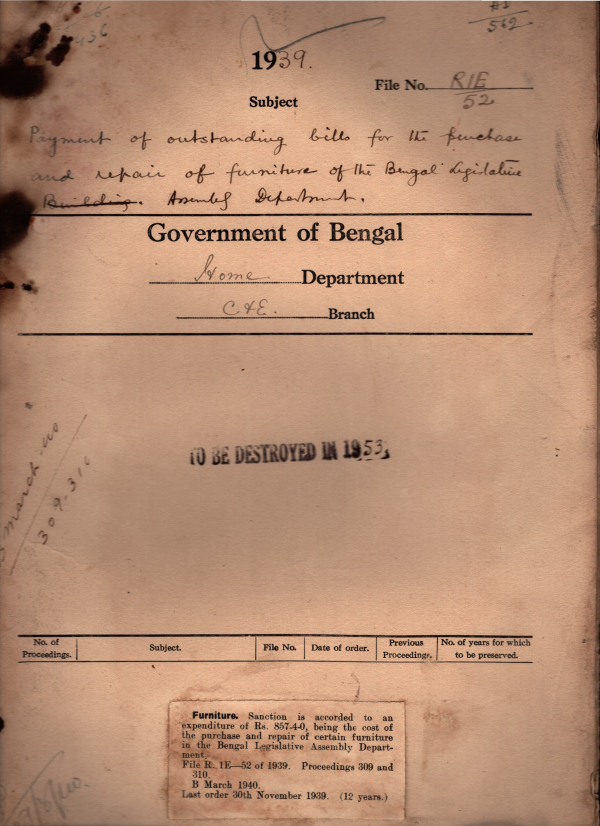 562
1939.
File No. R1E
52
Subject
Payment of outstanding bills for the purchase
and repair of furniture of the Bengal Legislative
Building. Assembly Department.
Government of Bengal
Home Department
C & E. Branch
TO BE DESTROYED IN 1953.
March 40
309-310
No. of Proceedings. Subject. File No. Date of order. Previous Proceedings. No. of years for which to be preserved.
Furniture. Sanction is accorded to an
expenditure of Rs. 857-4-0, being the cost of
the purchase and repair of certain furniture
in the Bengal Legislative Assembly Depart-
ment
File R. 1E—52 of 1939. Proceedings 309 and
310.
B March 1940.
Last order 30th November 1939. (12 years.)